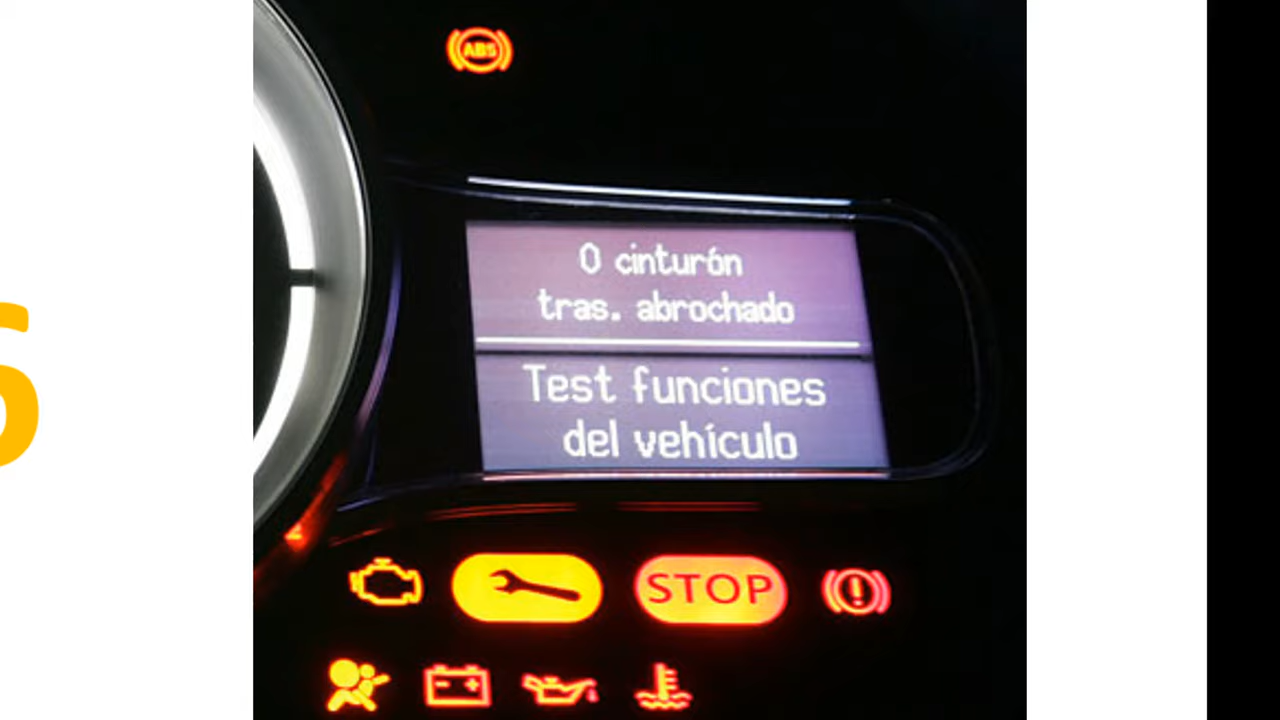 ABS
0 cinturón
tras. abrochado
Test funciones
del vehículo
STOP